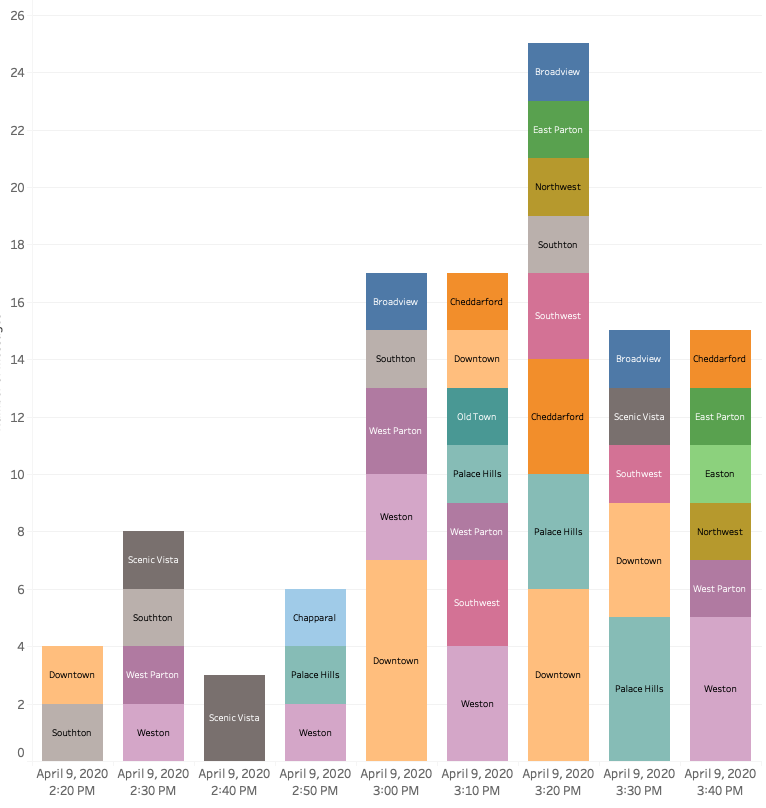 26
24
22
20
18
16
14
12
10
8
6
4
2
0
Downtown
Southton
Scenic Vista
Southton
West Parton
Weston
Scenic Vista
Chapparal
Palace Hills
Weston
Broadview
Southton
West Parton
Weston
Downtown
Cheddarford
Downtown
Old Town
Palace Hills
West Parton
Southwest
Weston
Broadview
East Parton
Northwest
Southton
Southwest
Cheddarford
Palace Hills
Downtown
Broadview
Scenic Vista
Southwest
Downtown
Palace Hills
Cheddarford
East Parton
Easton
Northwest
West Parton
Weston
April 9, 2020
2:20 PM
April 9, 2020
2:30 PM
April 9, 2020
2:40 PM
April 9, 2020
2:50 PM
April 9, 2020
3:00 PM
April 9, 2020
3:10 PM
April 9, 2020
3:20 PM
April 9, 2020
3:30 PM
April 9, 2020
3:40 PM